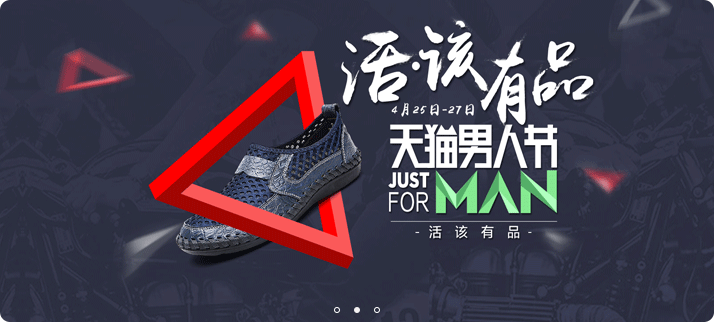 活·该有品
4月25日-27日
天猫男人节
JUST
FOR MAN
- 活该有品 -